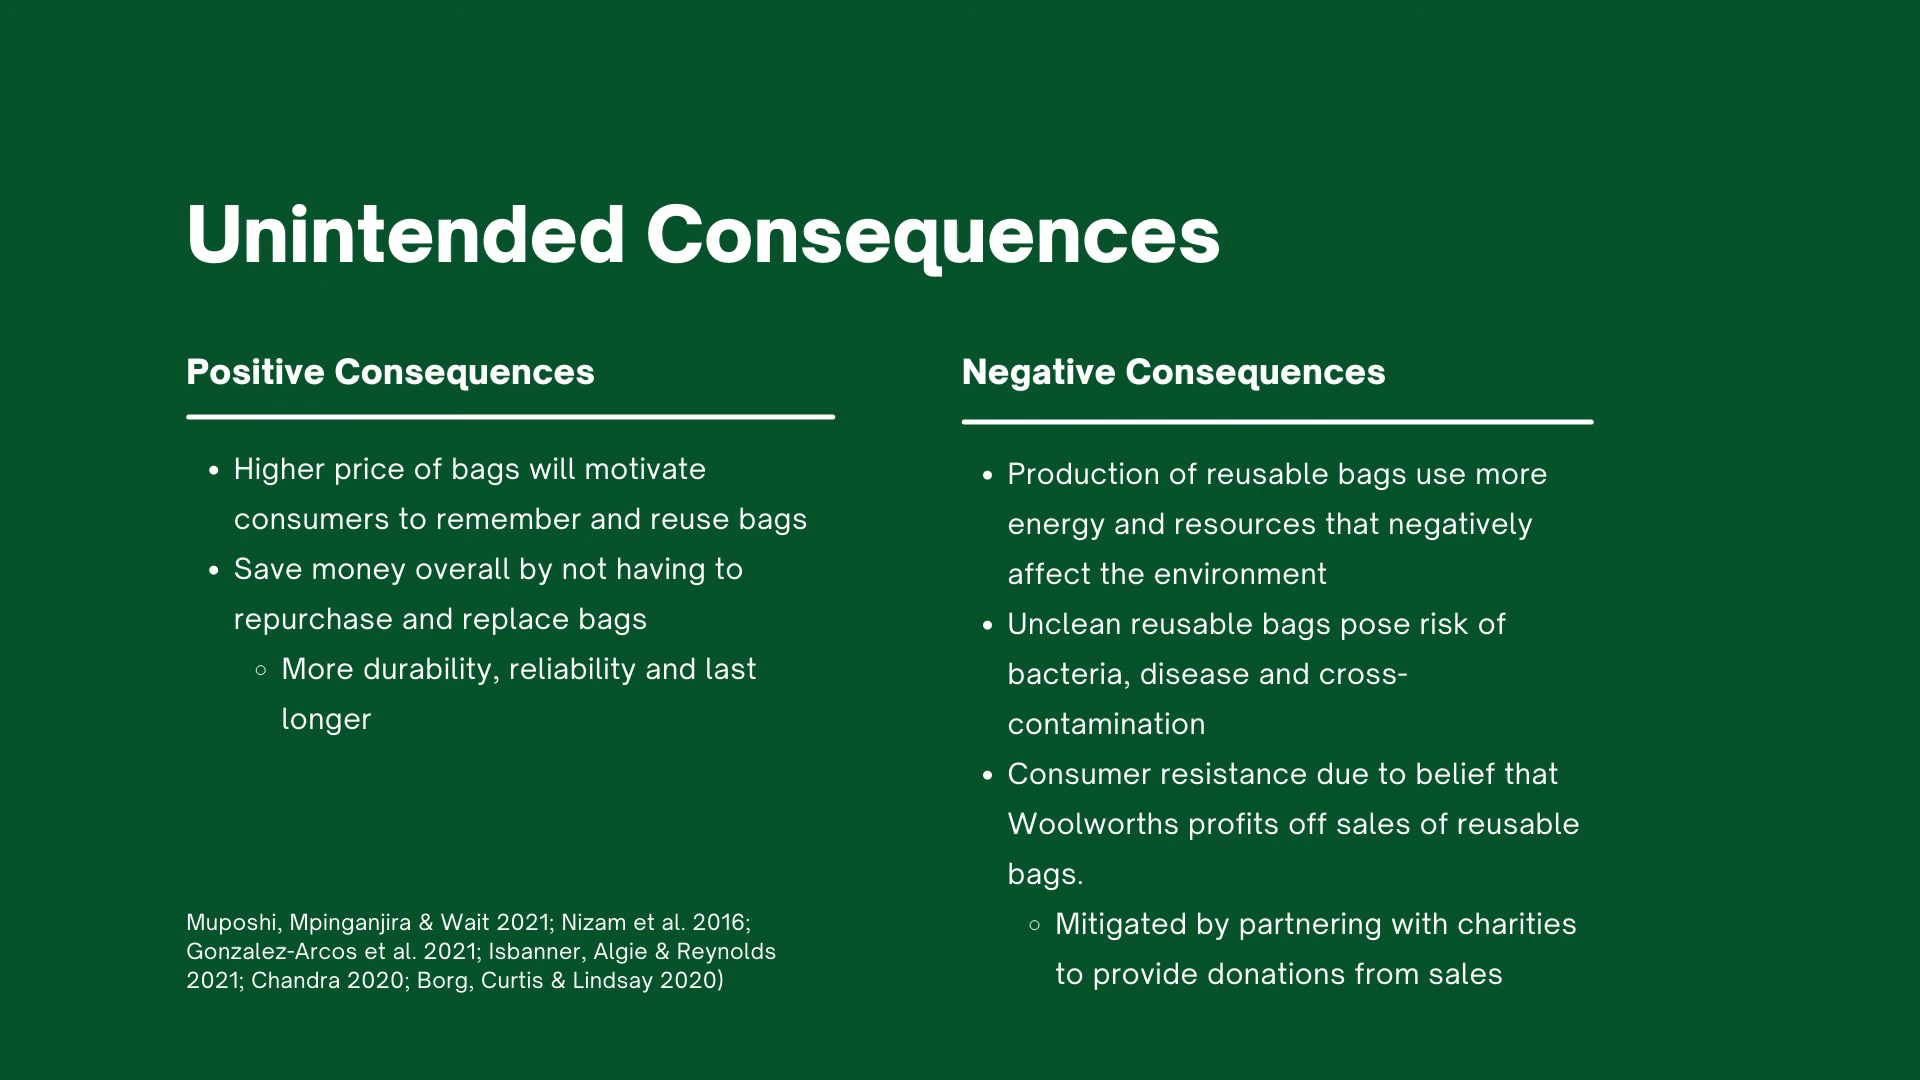 Unintended Consequences
Positive Consequences
• Higher price of bags will motivate
consumers to remember and reuse bags
• Save money overall by not having to
repurchase and replace bags
◦ More durability, reliability and last
longer
Muposhi, Mpinganjira & Wait 2021; Nizam et al. 2016;
Gonzalez-Arcos et al. 2021; Isbanner, Algie & Reynolds
2021; Chandra 2020; Borg, Curtis & Lindsay 2020)
Negative Consequences
• Production of reusable bags use more
energy and resources that negatively
affect the environment
• Unclean reusable bags pose risk of
bacteria, disease and cross-
contamination
• Consumer resistance due to belief that
Woolworths profits off sales of reusable
bags.
◦ Mitigated by partnering with charities
to provide donations from sales